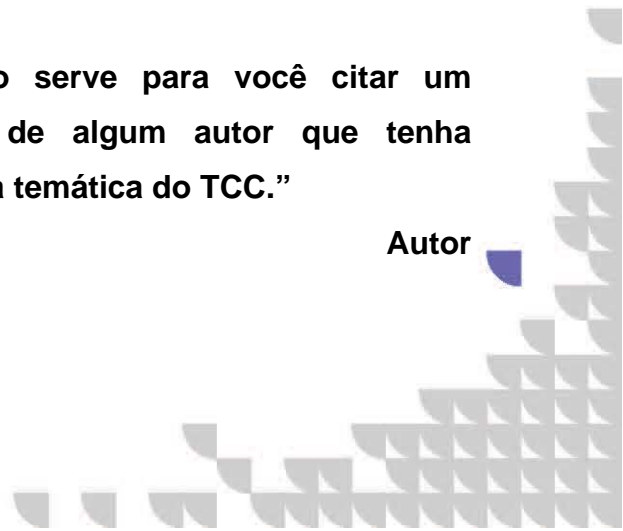 o serve para você citar um
de algum autor que tenha
a temática do TCC.”
Autor